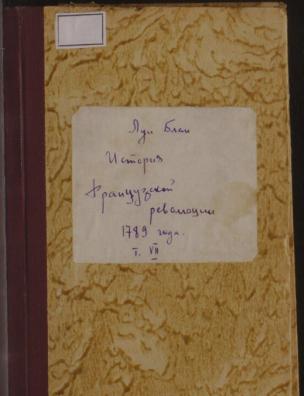 Луи Блан
История
Французской
революции
1789 года.
т. VII